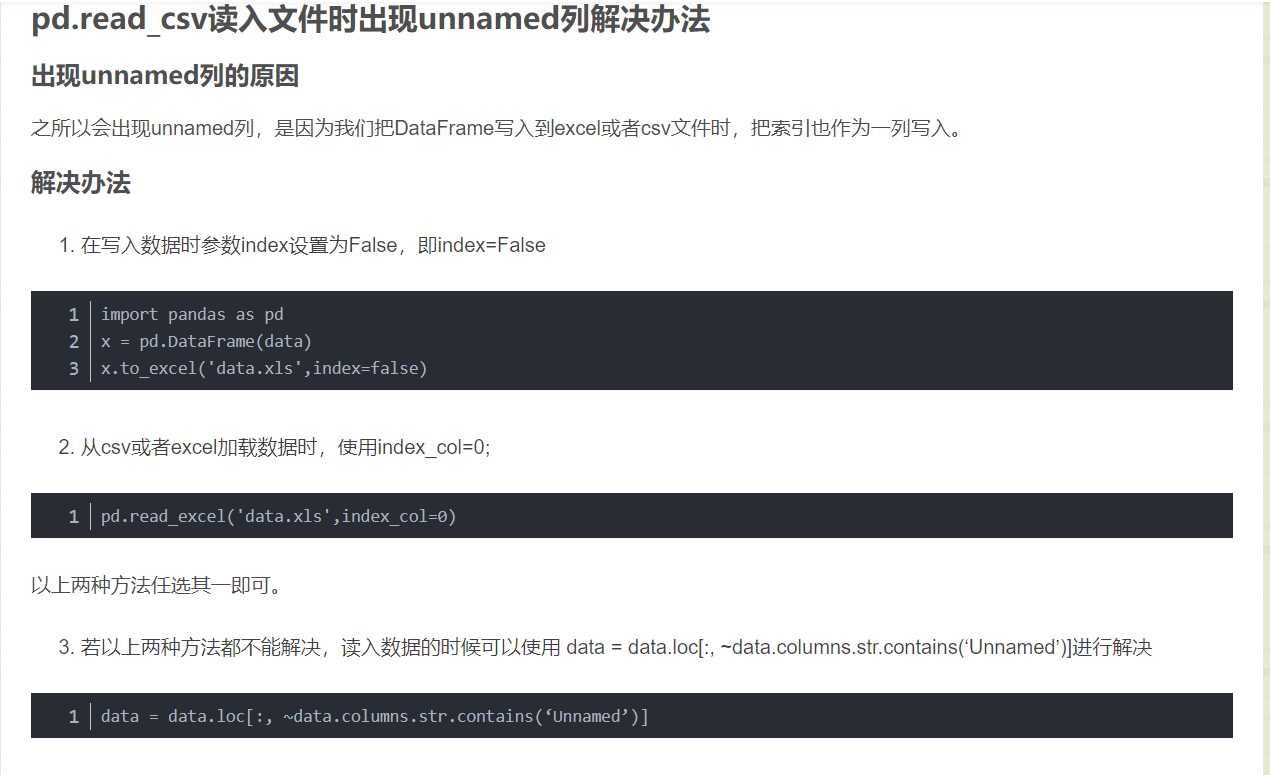 pd.read_csv读入文件时出现unnamed列解决办法
出现unnamed列的原因
之所以会出现unnamed列，是因为我们把DataFrame写入到excel或者csv文件时，把索引也作为一列写入。
解决办法
1. 在写入数据时参数index设置为False，即index=False
1 import pandas as pd
2 x = pd.DataFrame(data)
3 x.to_excel('data.xls',index=false)
2. 从csv或者excel加载数据时，使用index_col=0;
1 pd.read_excel('data.xls',index_col=0)
以上两种方法任选其一即可。
3. 若以上两种方法都不能解决，读入数据的时候可以使用 data = data.loc[:, ~data.columns.str.contains(‘Unnamed’)]进行解决
1 data = data.loc[:, ~data.columns.str.contains(‘Unnamed’)]